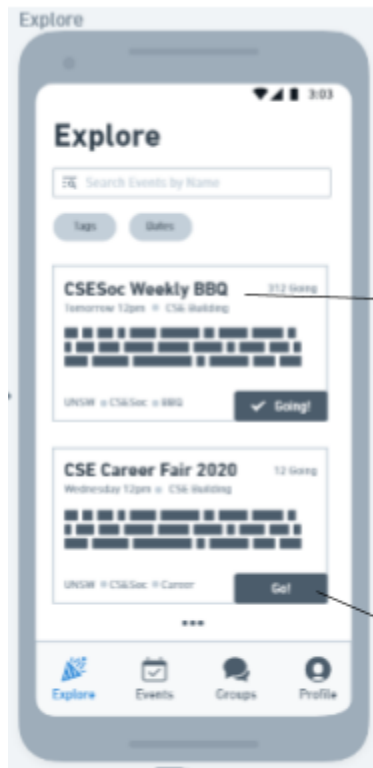 Explore
3:03
Explore
Search Events by Name
Tags Dates
CSESoc Weekly BBQ 312 Going
Tomorrow 12pm CSE Building
UNSW CSESoc BBQ
Going!
CSE Career Fair 2020 12 Going
Wednesday 12pm CSE Building
UNSW CSESoc Career
Go!
Explore Events Groups Profile